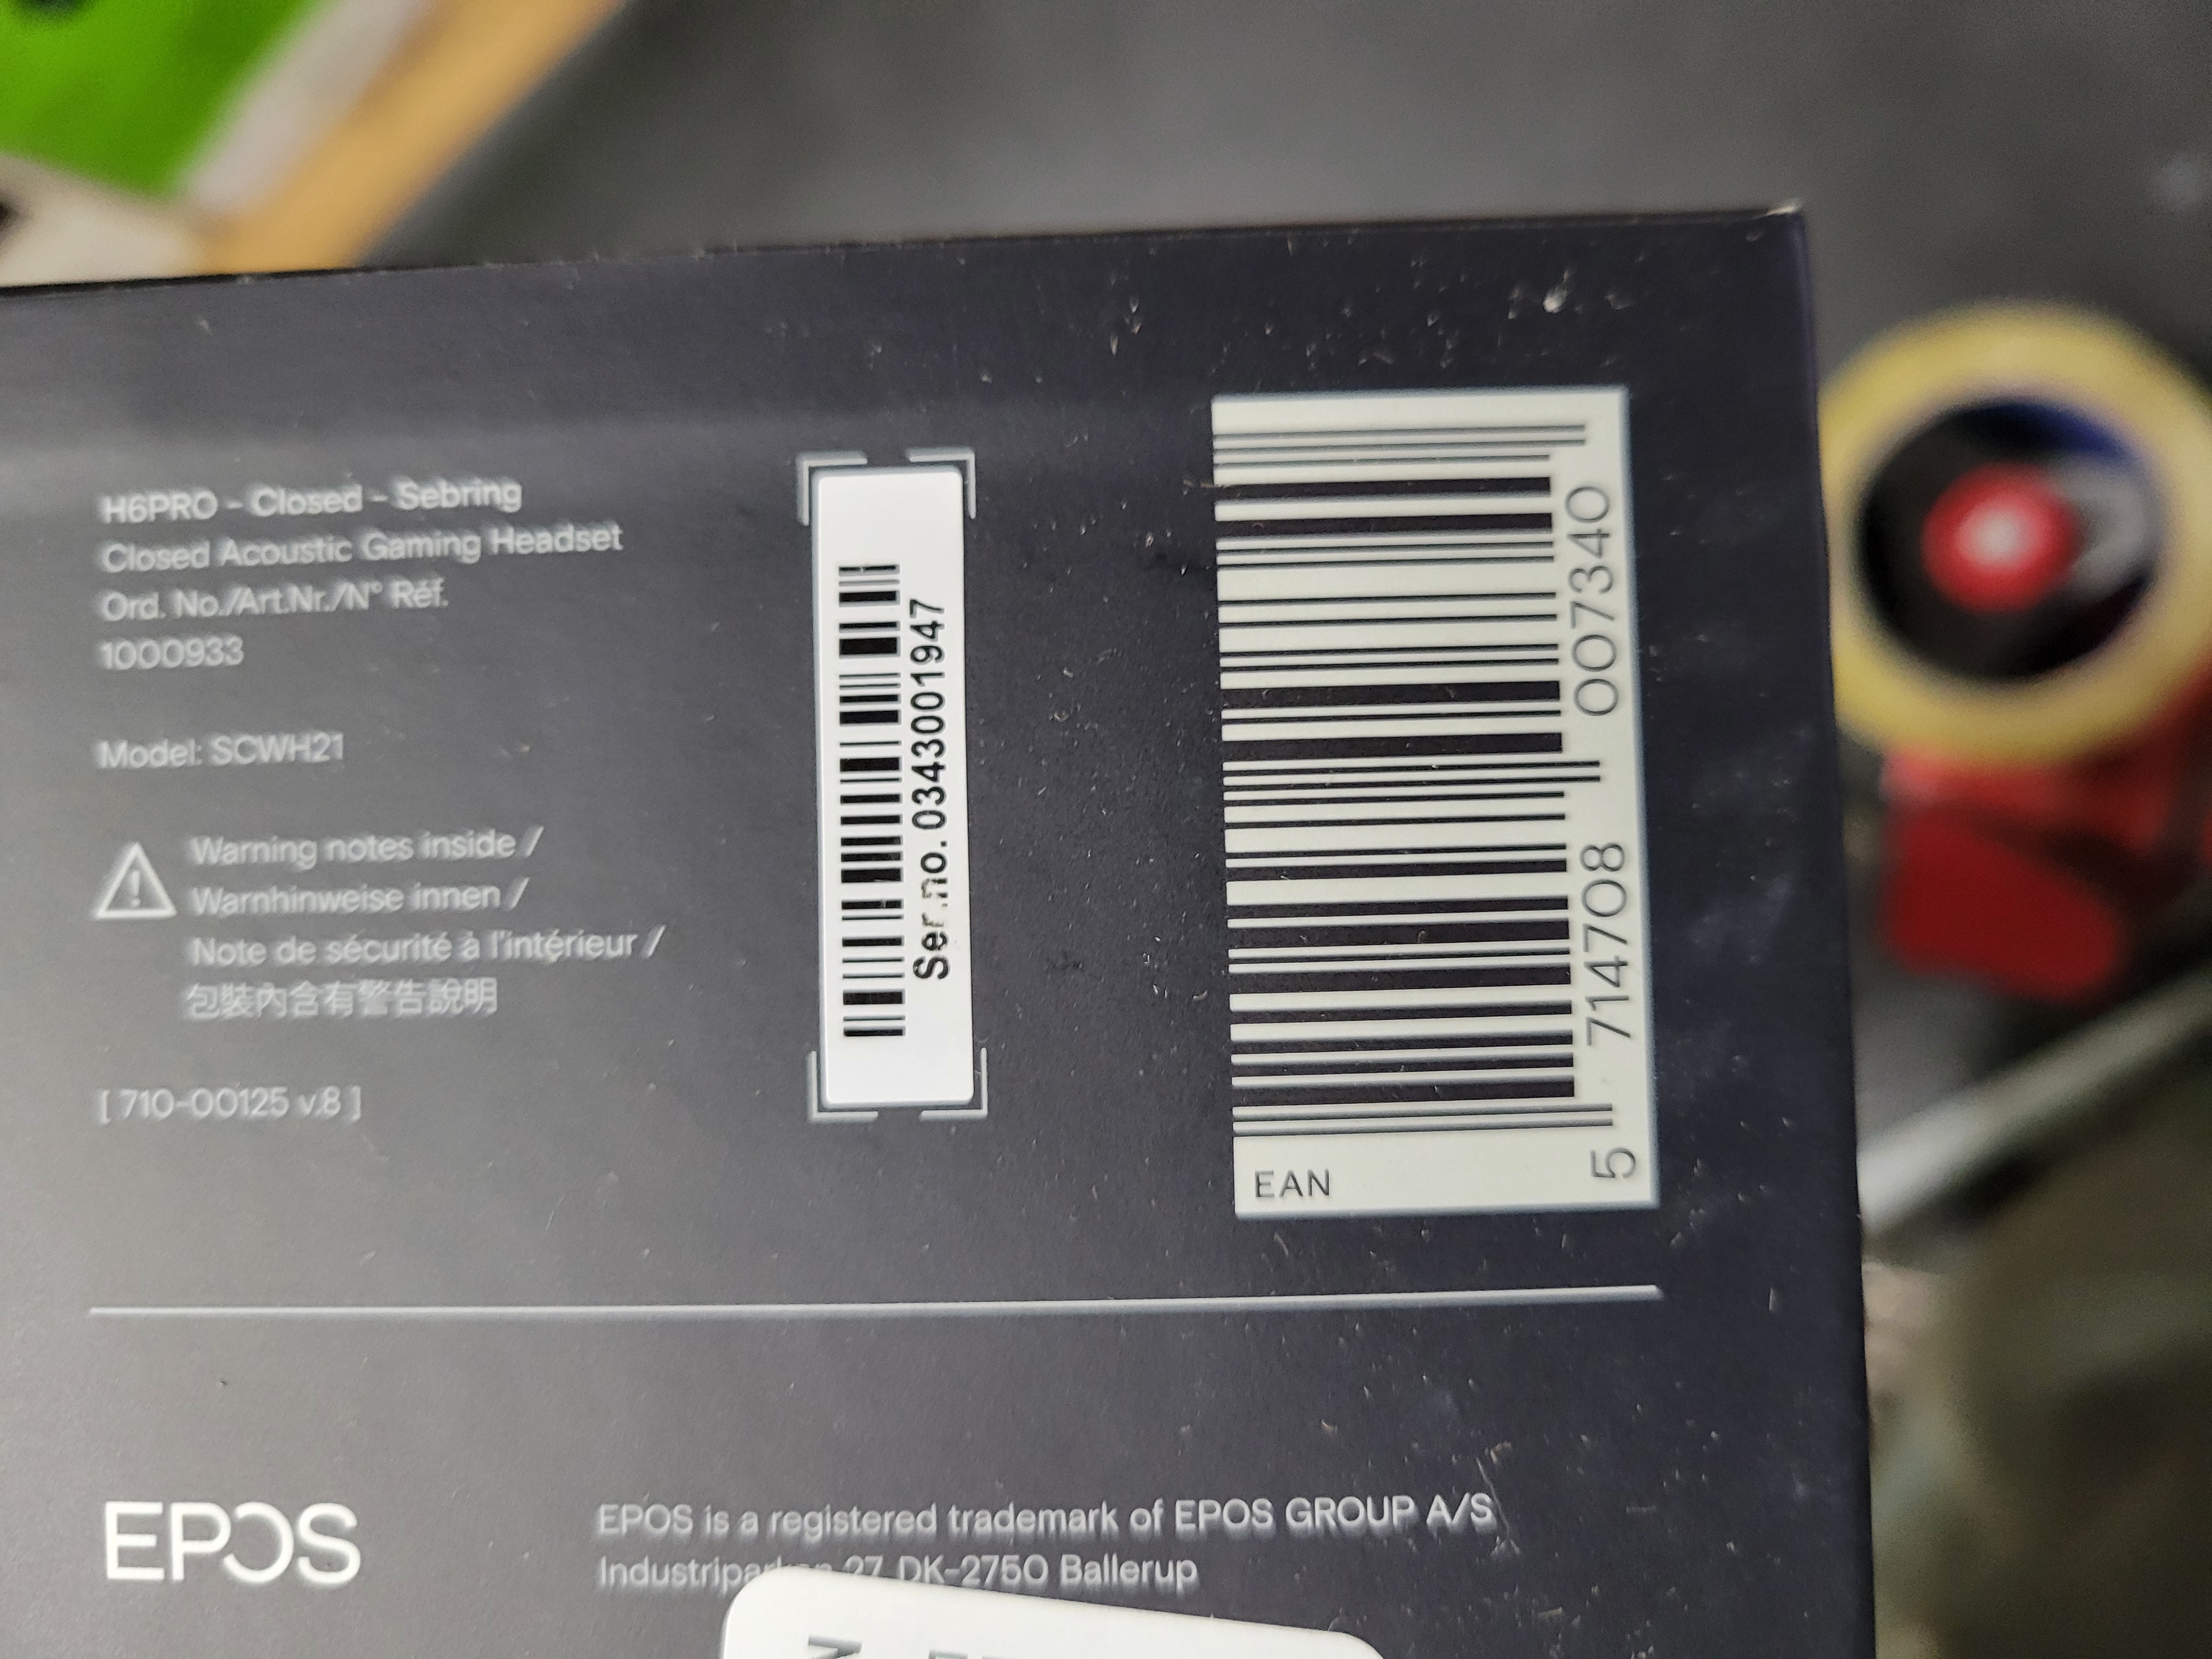 H6PRO - Closed - Sebring
Closed Acoustic Gaming Headset
Ord. No./Art.Nr./N° Réf.
1000933
Model: SCWH21
Warning notes inside /
Warnhinweise innen /
Note de sécurité à l'intérieur /
包裝內含有警告說明
[ 710-00125 v.8 ]
Ser.no. 0343001947
EAN
5 714708 007340
EPOS
EPOS is a registered trademark of EPOS GROUP A/S
27, DK-2750 Ballerup